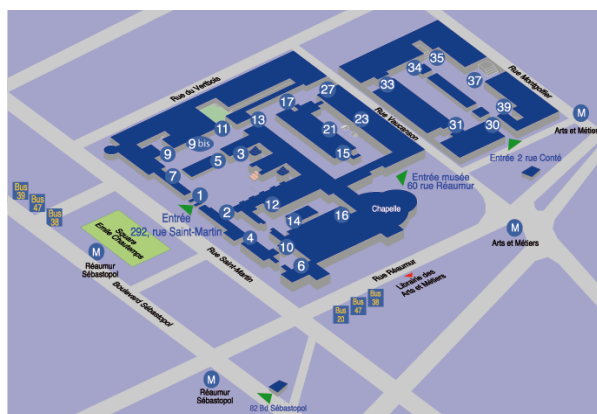 Rue du Vertbois
Rue Montgolfier
Rue Vaucanson
35
34
37
33
27
17
39
30
31
23
21
15
13
11
9 bis
9
3
5
7
1
2
12
14
16
4
10
6
M
Arts et Métiers
Entrée 2 rue Conté
Entrée musée
60 rue Réaumur
Chapelle
Entrée
292, rue Saint-Martin
Bus
39
Bus
47
Bus
38
Square
Emile Chautemps
M
Réaumur
Sébastopol
Rue Saint-Martin
M
Arts et Métiers
Rue Réaumur
Librairie des
Arts et Métiers
Bus
38
Bus
47
Bus
20
Boulevard Sébastopol
M
Réaumur
Sébastopol
82 Bd Sébastopol